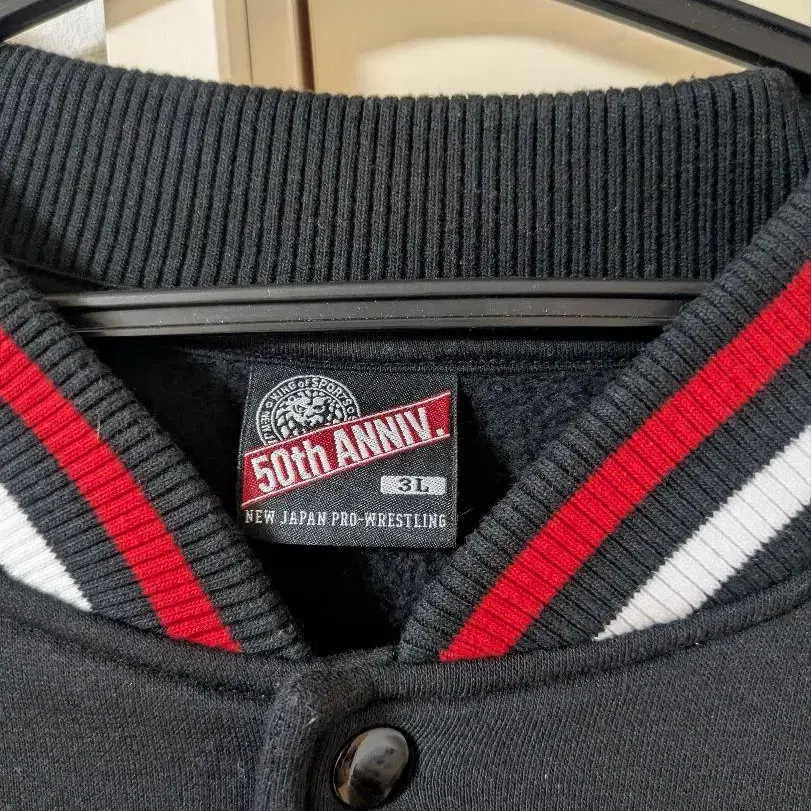 KING of SPORTS
50th ANNIV.
3L
NEW JAPAN PRO-WRESTLING